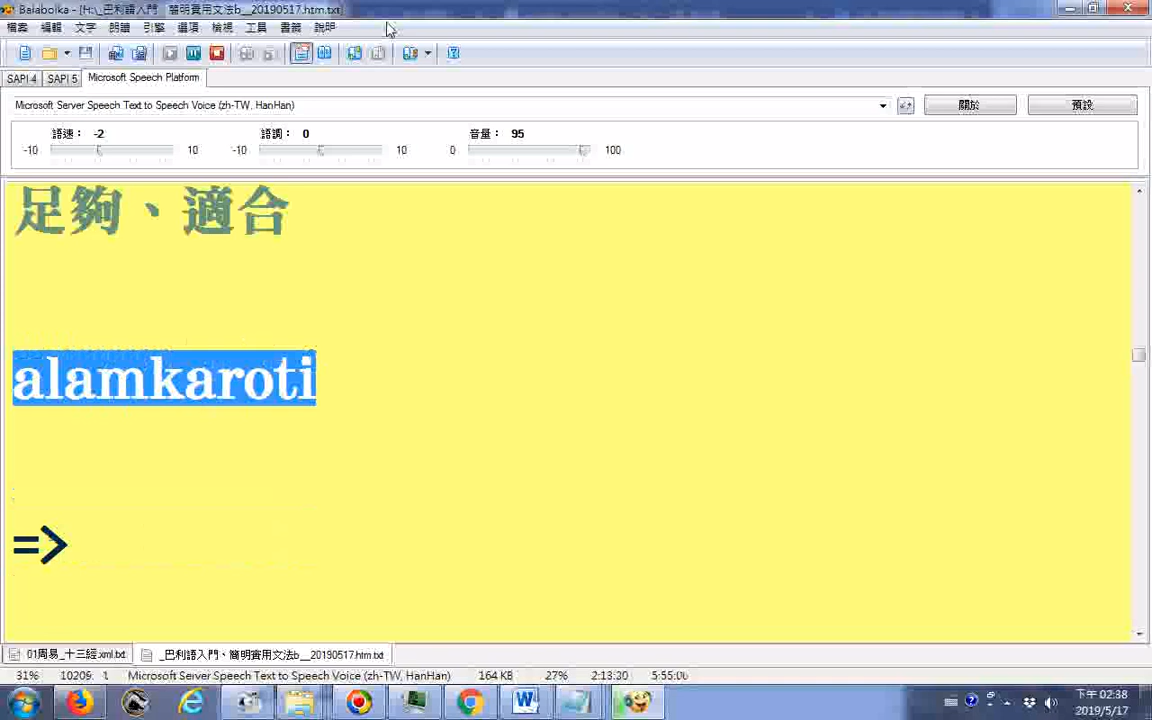 Balabolka - [H:\_巴利語入門、簡明實用文法b__20190517.htm.txt]
檔案 編輯 文字 朗讀 引擎 選項 檢視 工具 書籤 說明
SAPI 4 SAPI 5 Microsoft Speech Platform
Microsoft Server Speech Text to Speech Voice (zh-TW, HanHan) 關於 預設
語速： -2 語調： 0 音量： 95
-10 10 -10 10 0 100
足夠、適合
alamkaroti
=>
01周易_十三經.xml.txt _巴利語入門、簡明實用文法b__20190517.htm.txt
31% 10209: 1 Microsoft Server Speech Text to Speech Voice (zh-TW, HanHan) 164 KB 27% 2:13:30 5:55:06
下午 02:38
2019/5/17